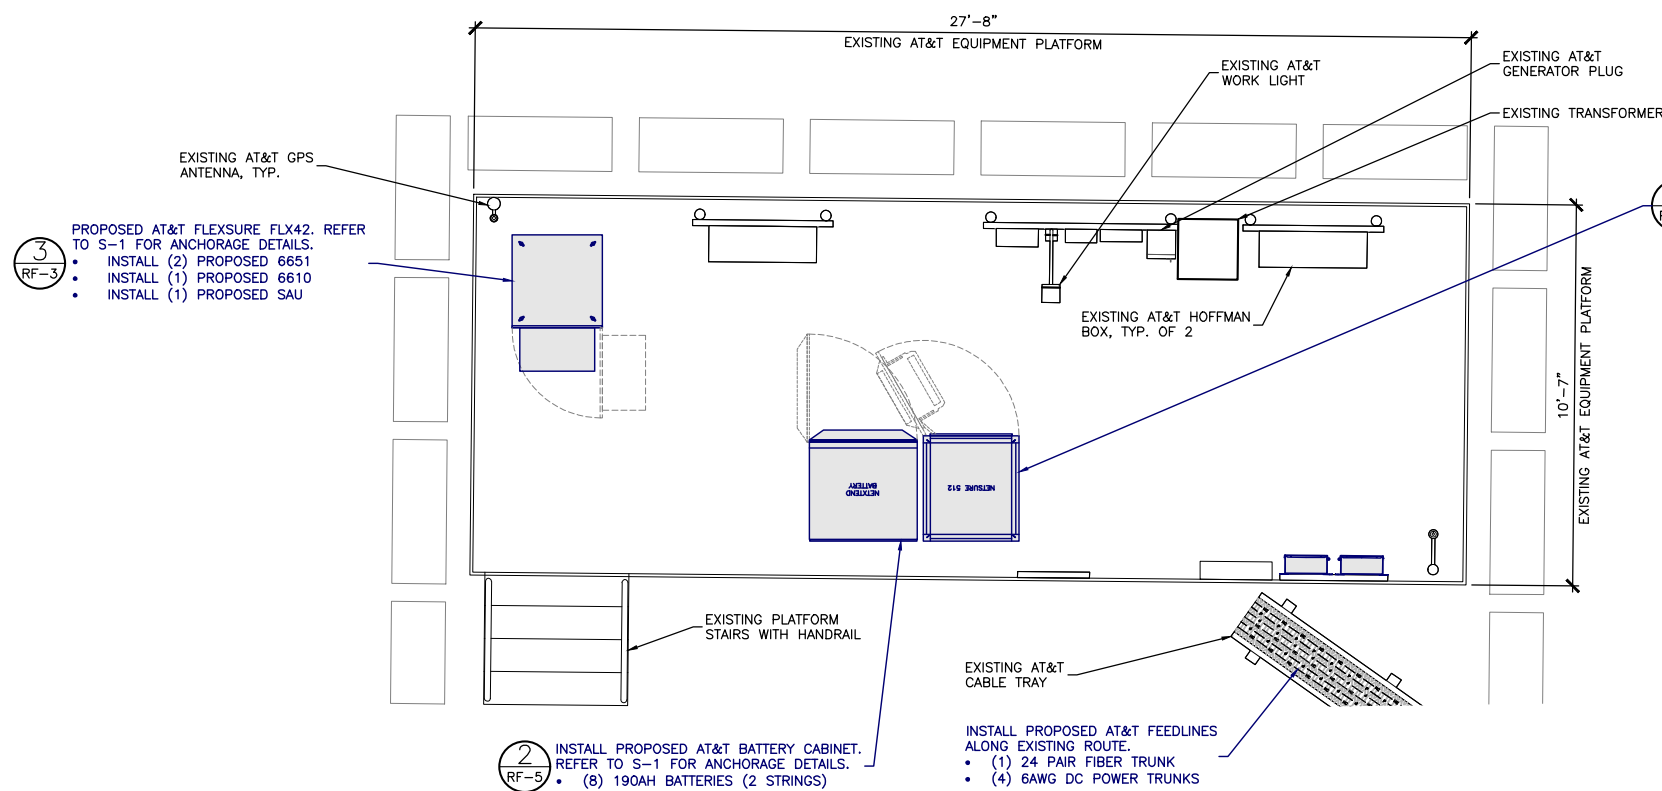 27'-8"
EXISTING AT&T EQUIPMENT PLATFORM
EXISTING AT&T
WORK LIGHT
EXISTING AT&T
GENERATOR PLUG
EXISTING TRANSFORMER
EXISTING AT&T GPS
ANTENNA, TYP.
3
RF-3
PROPOSED AT&T FLEXSURE FLX42. REFER
TO S-1 FOR ANCHORAGE DETAILS.
• INSTALL (2) PROPOSED 6651
• INSTALL (1) PROPOSED 6610
• INSTALL (1) PROPOSED SAU
EXISTING AT&T HOFFMAN
BOX, TYP. OF 2
10'-7"
EXISTING AT&T EQUIPMENT PLATFORM
NETXTEND
BATTERY
NETSURE 512
EXISTING PLATFORM
STAIRS WITH HANDRAIL
EXISTING AT&T
CABLE TRAY
2
RF-5
INSTALL PROPOSED AT&T BATTERY CABINET.
REFER TO S-1 FOR ANCHORAGE DETAILS.
• (8) 190AH BATTERIES (2 STRINGS)
INSTALL PROPOSED AT&T FEEDLINES
ALONG EXISTING ROUTE.
• (1) 24 PAIR FIBER TRUNK
• (4) 6AWG DC POWER TRUNKS